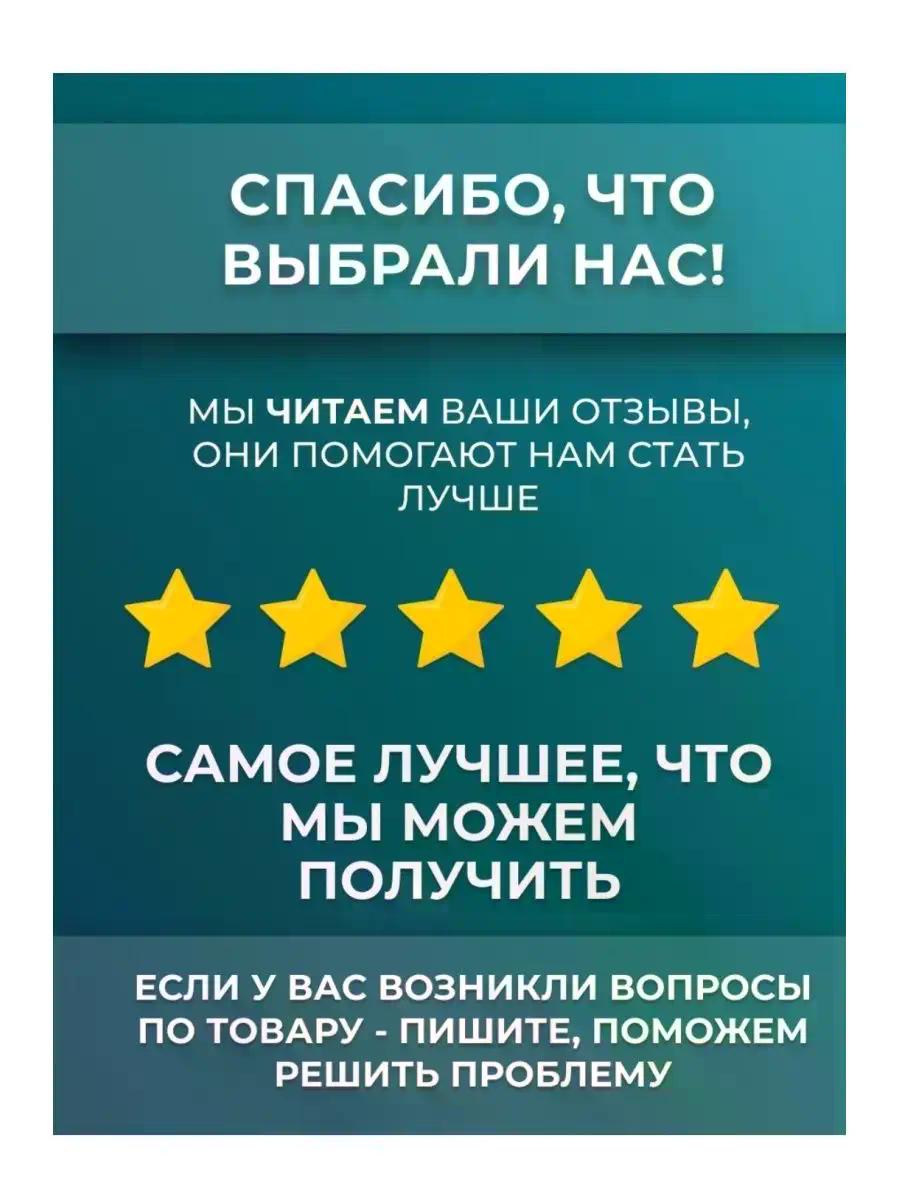 СПАСИБО, ЧТО
ВЫБРАЛИ НАС!
МЫ ЧИТАЕМ ВАШИ ОТЗЫВЫ,
ОНИ ПОМОГАЮТ НАМ СТАТЬ
ЛУЧШЕ
САМОЕ ЛУЧШЕЕ, ЧТО
МЫ МОЖЕМ
ПОЛУЧИТЬ
ЕСЛИ У ВАС ВОЗНИКЛИ ВОПРОСЫ
ПО ТОВАРУ - ПИШИТЕ, ПОМОЖЕМ
РЕШИТЬ ПРОБЛЕМУ